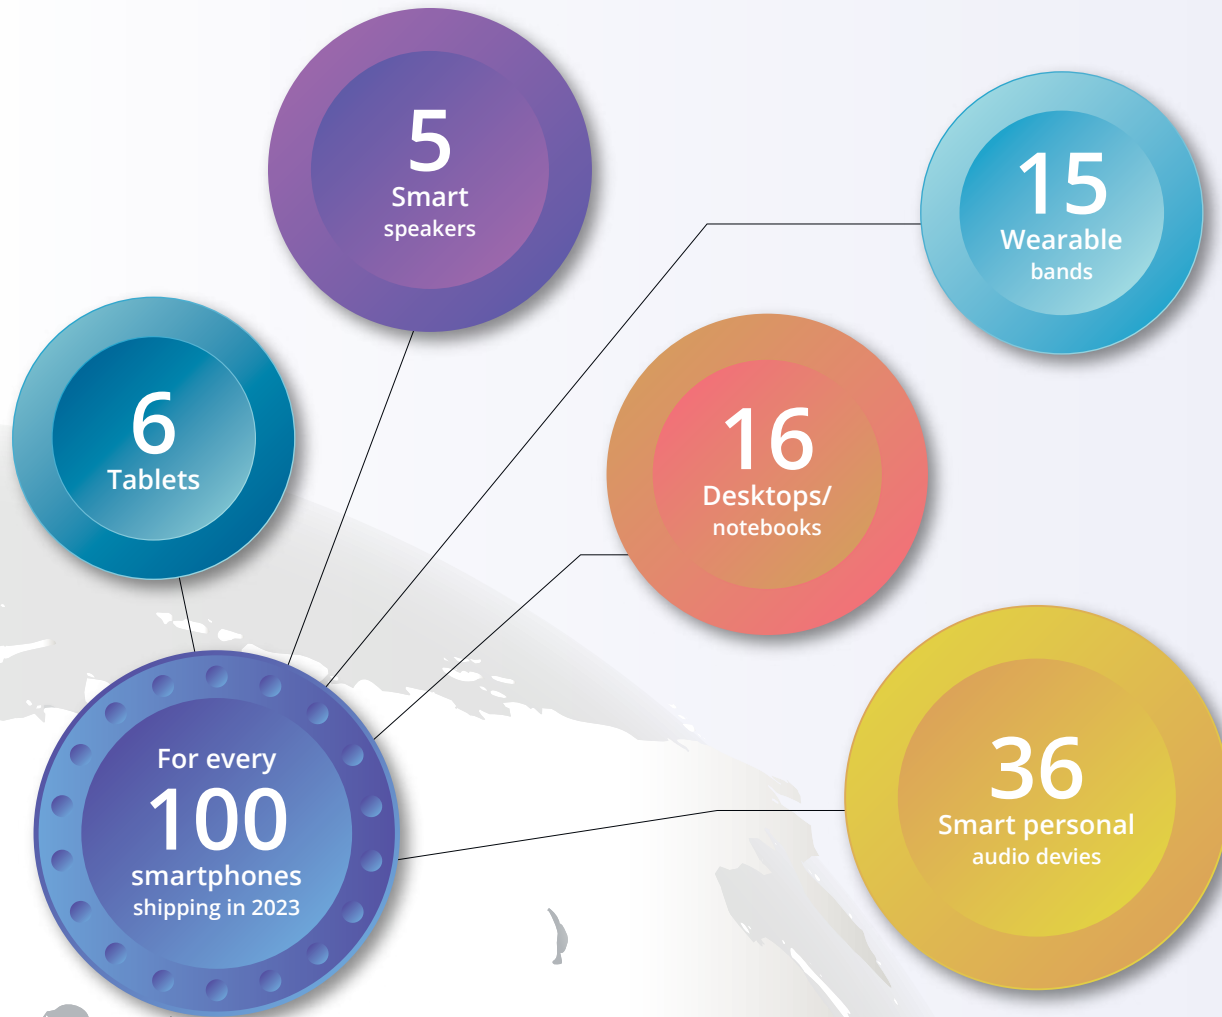 5
Smart
speakers
15
Wearable
bands
6
Tablets
16
Desktops/
notebooks
For every
100
smartphones
shipping in 2023
36
Smart personal
audio devies